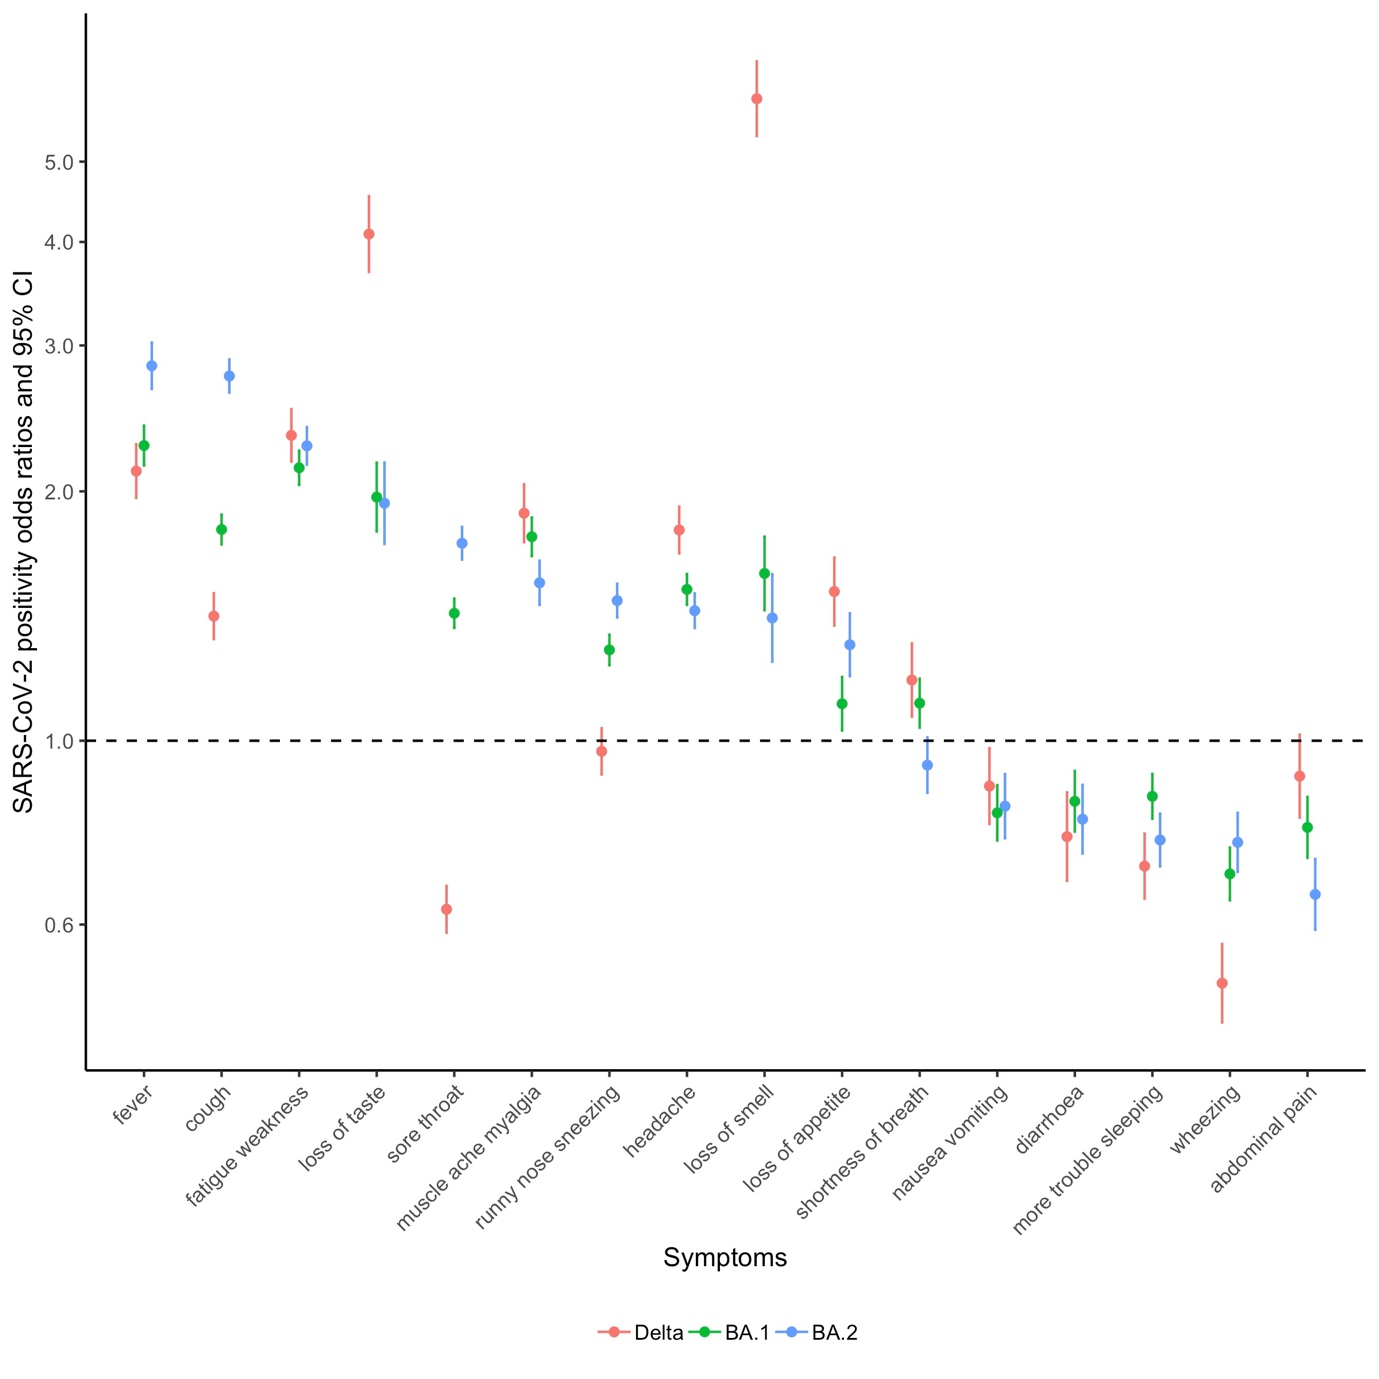 SARS-CoV-2 positivity odds ratios and 95% CI
5.0
4.0
3.0
2.0
1.0
0.6
fever
cough
fatigue weakness
loss of taste
sore throat
muscle ache myalgia
runny nose sneezing
headache
loss of smell
loss of appetite
shortness of breath
nausea vomiting
diarrhoea
more trouble sleeping
wheezing
abdominal pain
Symptoms
Delta BA.1 BA.2